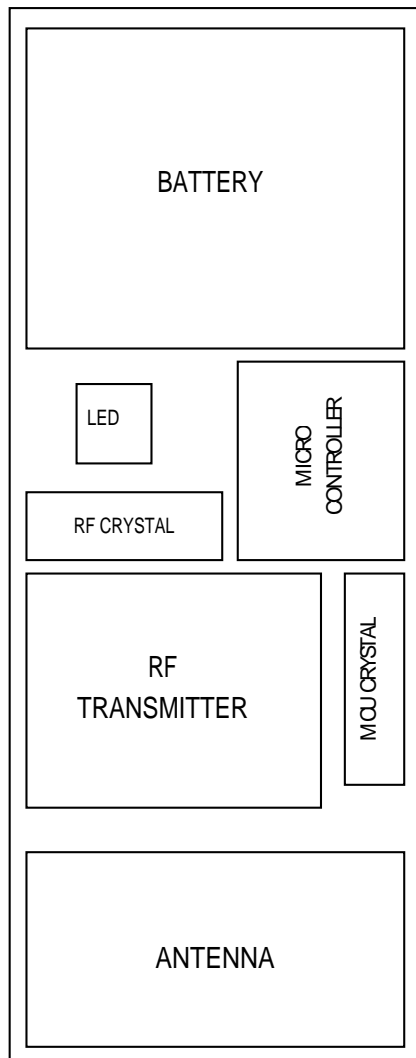 BATTERY
LED
MICRO
CONTROLLER
RF CRYSTAL
RF
TRANSMITTER
MCU CRYSTAL
ANTENNA